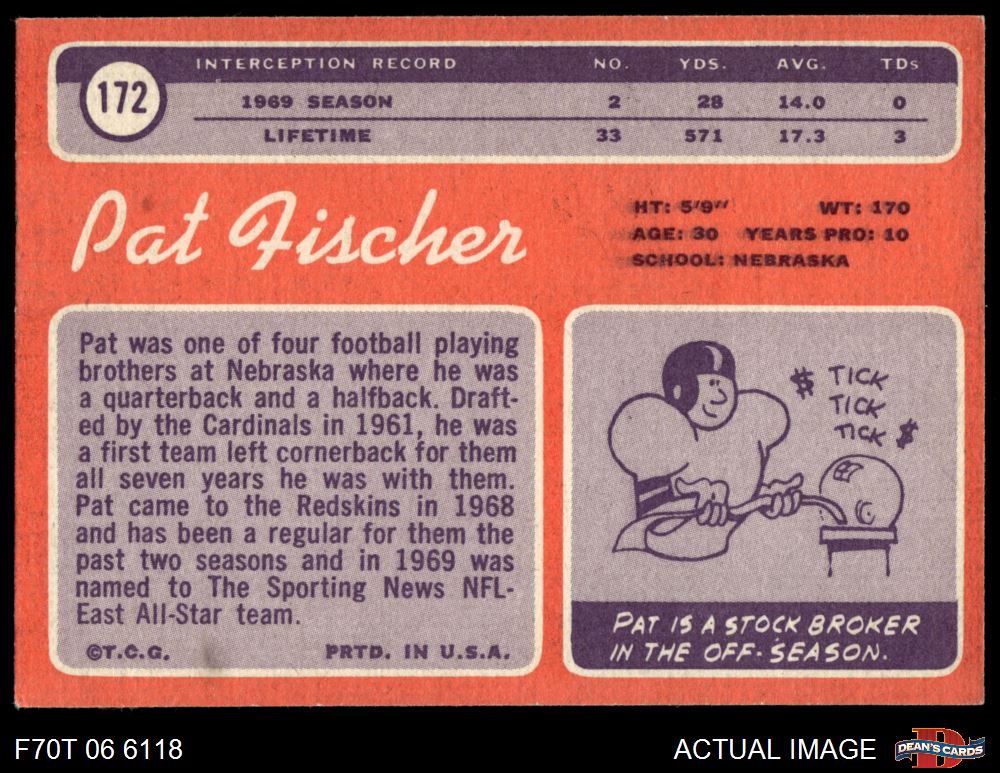 INTERCEPTION RECORD NO. YDS. AVG. TDs
172
1969 SEASON 2 28 14.0 0
LIFETIME 33 571 17.3 3
Pat Fischer
HT: 5'9" WT: 170
AGE: 30 YEARS PRO: 10
SCHOOL: NEBRASKA
Pat was one of four football playing
brothers at Nebraska where he was
a quarterback and a halfback. Draft-
ed by the Cardinals in 1961, he was
a first team left cornerback for them
all seven years he was with them.
Pat came to the Redskins in 1968
and has been a regular for them the
past two seasons and in 1969 was
named to The Sporting News NFL-
East All-Star team.
©T.C.G. PRTD. IN U.S.A.
$ TICK
TICK
TICK $
PAT IS A STOCK BROKER
IN THE OFF-SEASON.
F70T 06 6118
ACTUAL IMAGE
D
DEAN'S CARDS